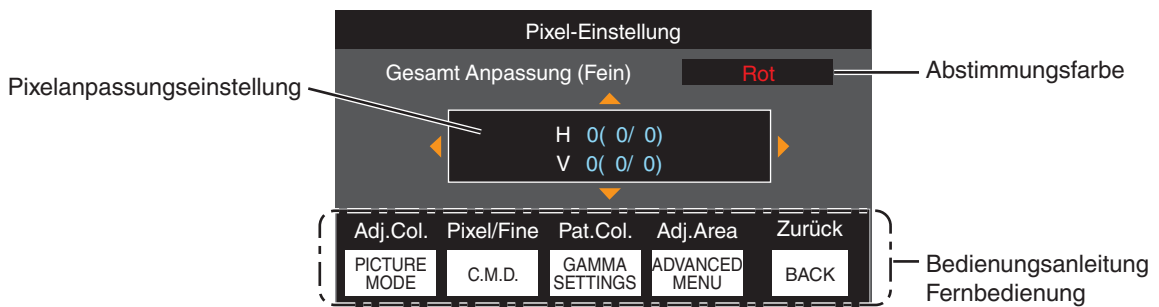 Pixel-Einstellung
Gesamt Anpassung (Fein) Rot
Abstimmungsfarbe
Pixelanpassungseinstellung
H 0( 0/ 0)
V 0( 0/ 0)
Adj.Col. Pixel/Fine Pat.Col. Adj.Area Zurück
PICTURE MODE C.M.D. GAMMA SETTINGS ADVANCED MENU BACK
Bedienungsanleitung
Fernbedienung